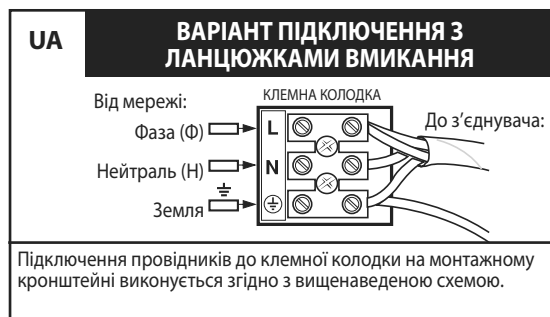 UA
ВАРІАНТ ПІДКЛЮЧЕННЯ З
ЛАНЦЮЖКАМИ ВМИКАННЯ
Від мережі:
КЛЕМНА КОЛОДКА
Фаза (Ф)
L
До з’єднувача:
Нейтраль (Н)
N
Земля
Підключення провідників до клемної колодки на монтажному
кронштейні виконується згідно з вищенаведеною схемою.